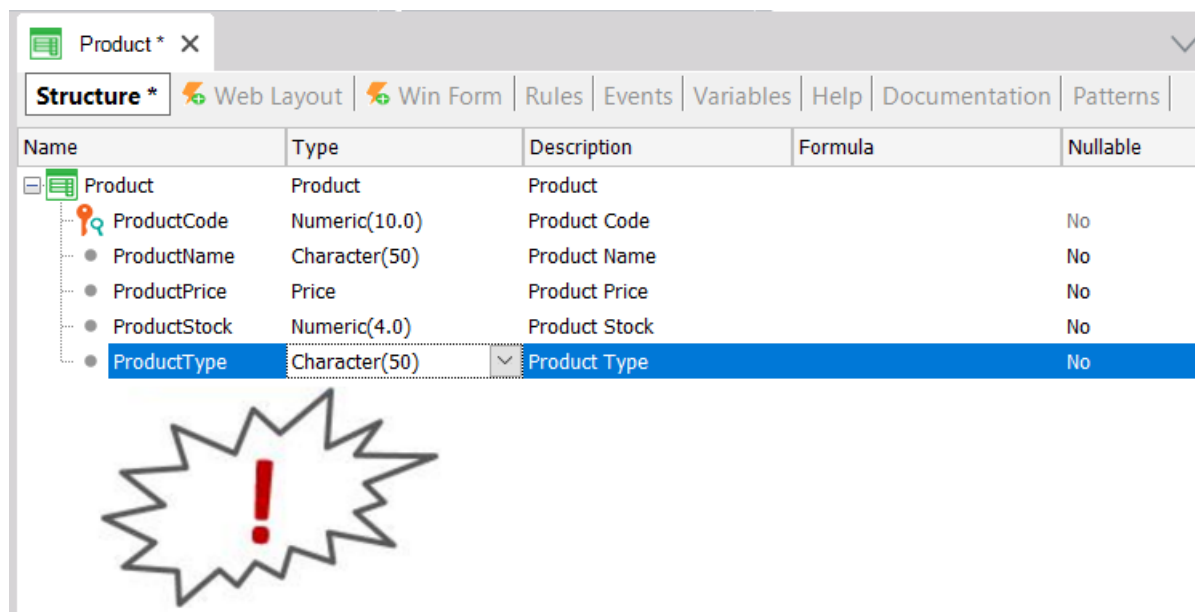 Product * ×
Structure * Web Layout Win Form Rules Events Variables Help Documentation Patterns
Name Type Description Formula Nullable
Product Product Product
ProductCode Numeric(10.0) Product Code No
ProductName Character(50) Product Name No
ProductPrice Price Product Price No
ProductStock Numeric(4.0) Product Stock No
ProductType Character(50) Product Type No
!